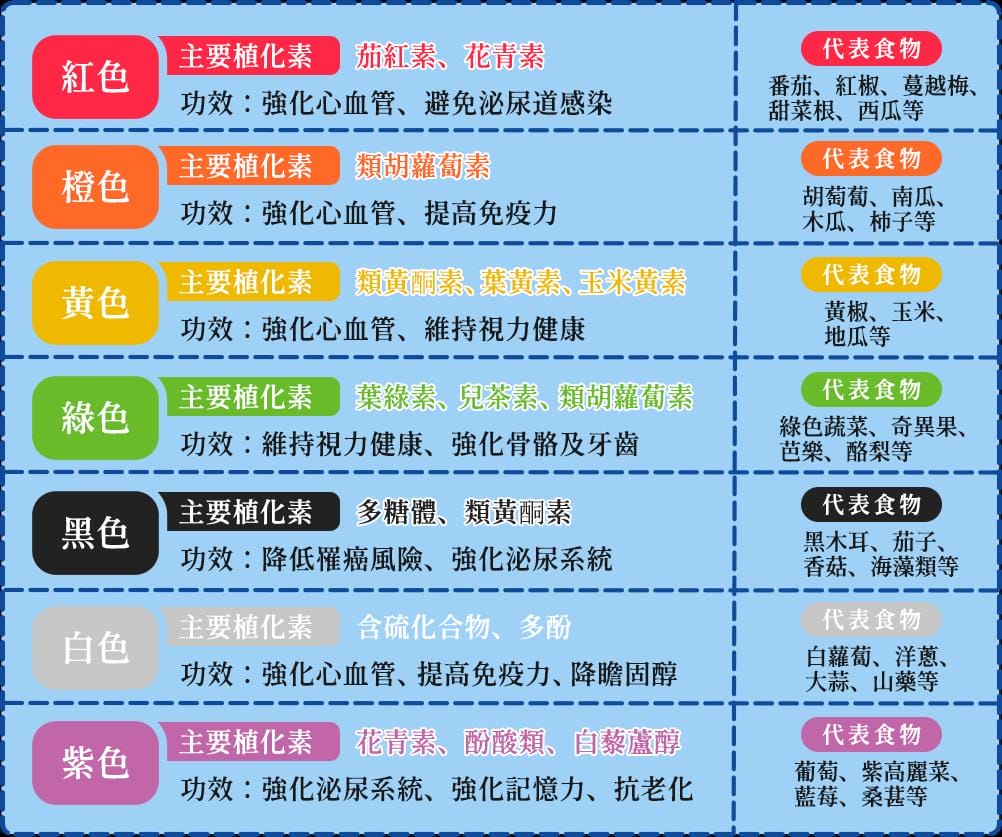 紅色
主要植化素 茄紅素、花青素
功效：強化心血管、避免泌尿道感染
代表食物
番茄、紅椒、蔓越梅、
甜菜根、西瓜等
橙色
主要植化素 類胡蘿蔔素
功效：強化心血管、提高免疫力
代表食物
胡蔔蔔、南瓜、
木瓜、柿子等
黃色
主要植化素 類黃酮素、葉黃素、玉米黃素
功效：強化心血管、維持視力健康
代表食物
黃椒、玉米、
地瓜等
綠色
主要植化素 葉綠素、兒茶素、類胡蘿蔔素
功效：維持視力健康、強化骨骼及牙齒
代表食物
綠色蔬菜、奇異果、
芭樂、酪梨等
黑色
主要植化素 多糖體、類黃酮素
功效：降低罹癌風險、強化泌尿系統
代表食物
黑木耳、茄子、
香菇、海藻類等
白色
主要植化素 含硫化合物、多酚
功效：強化心血管、提高免疫力、降瞻固醇
代表食物
白蘿蔔、洋蔥、
大蒜、山藥等
紫色
主要植化素 花青素、酚酸類、白藜蘆醇
功效：強化泌尿系統、強化記憶力、抗老化
代表食物
葡萄、紫高麗菜、
藍莓、桑葚等